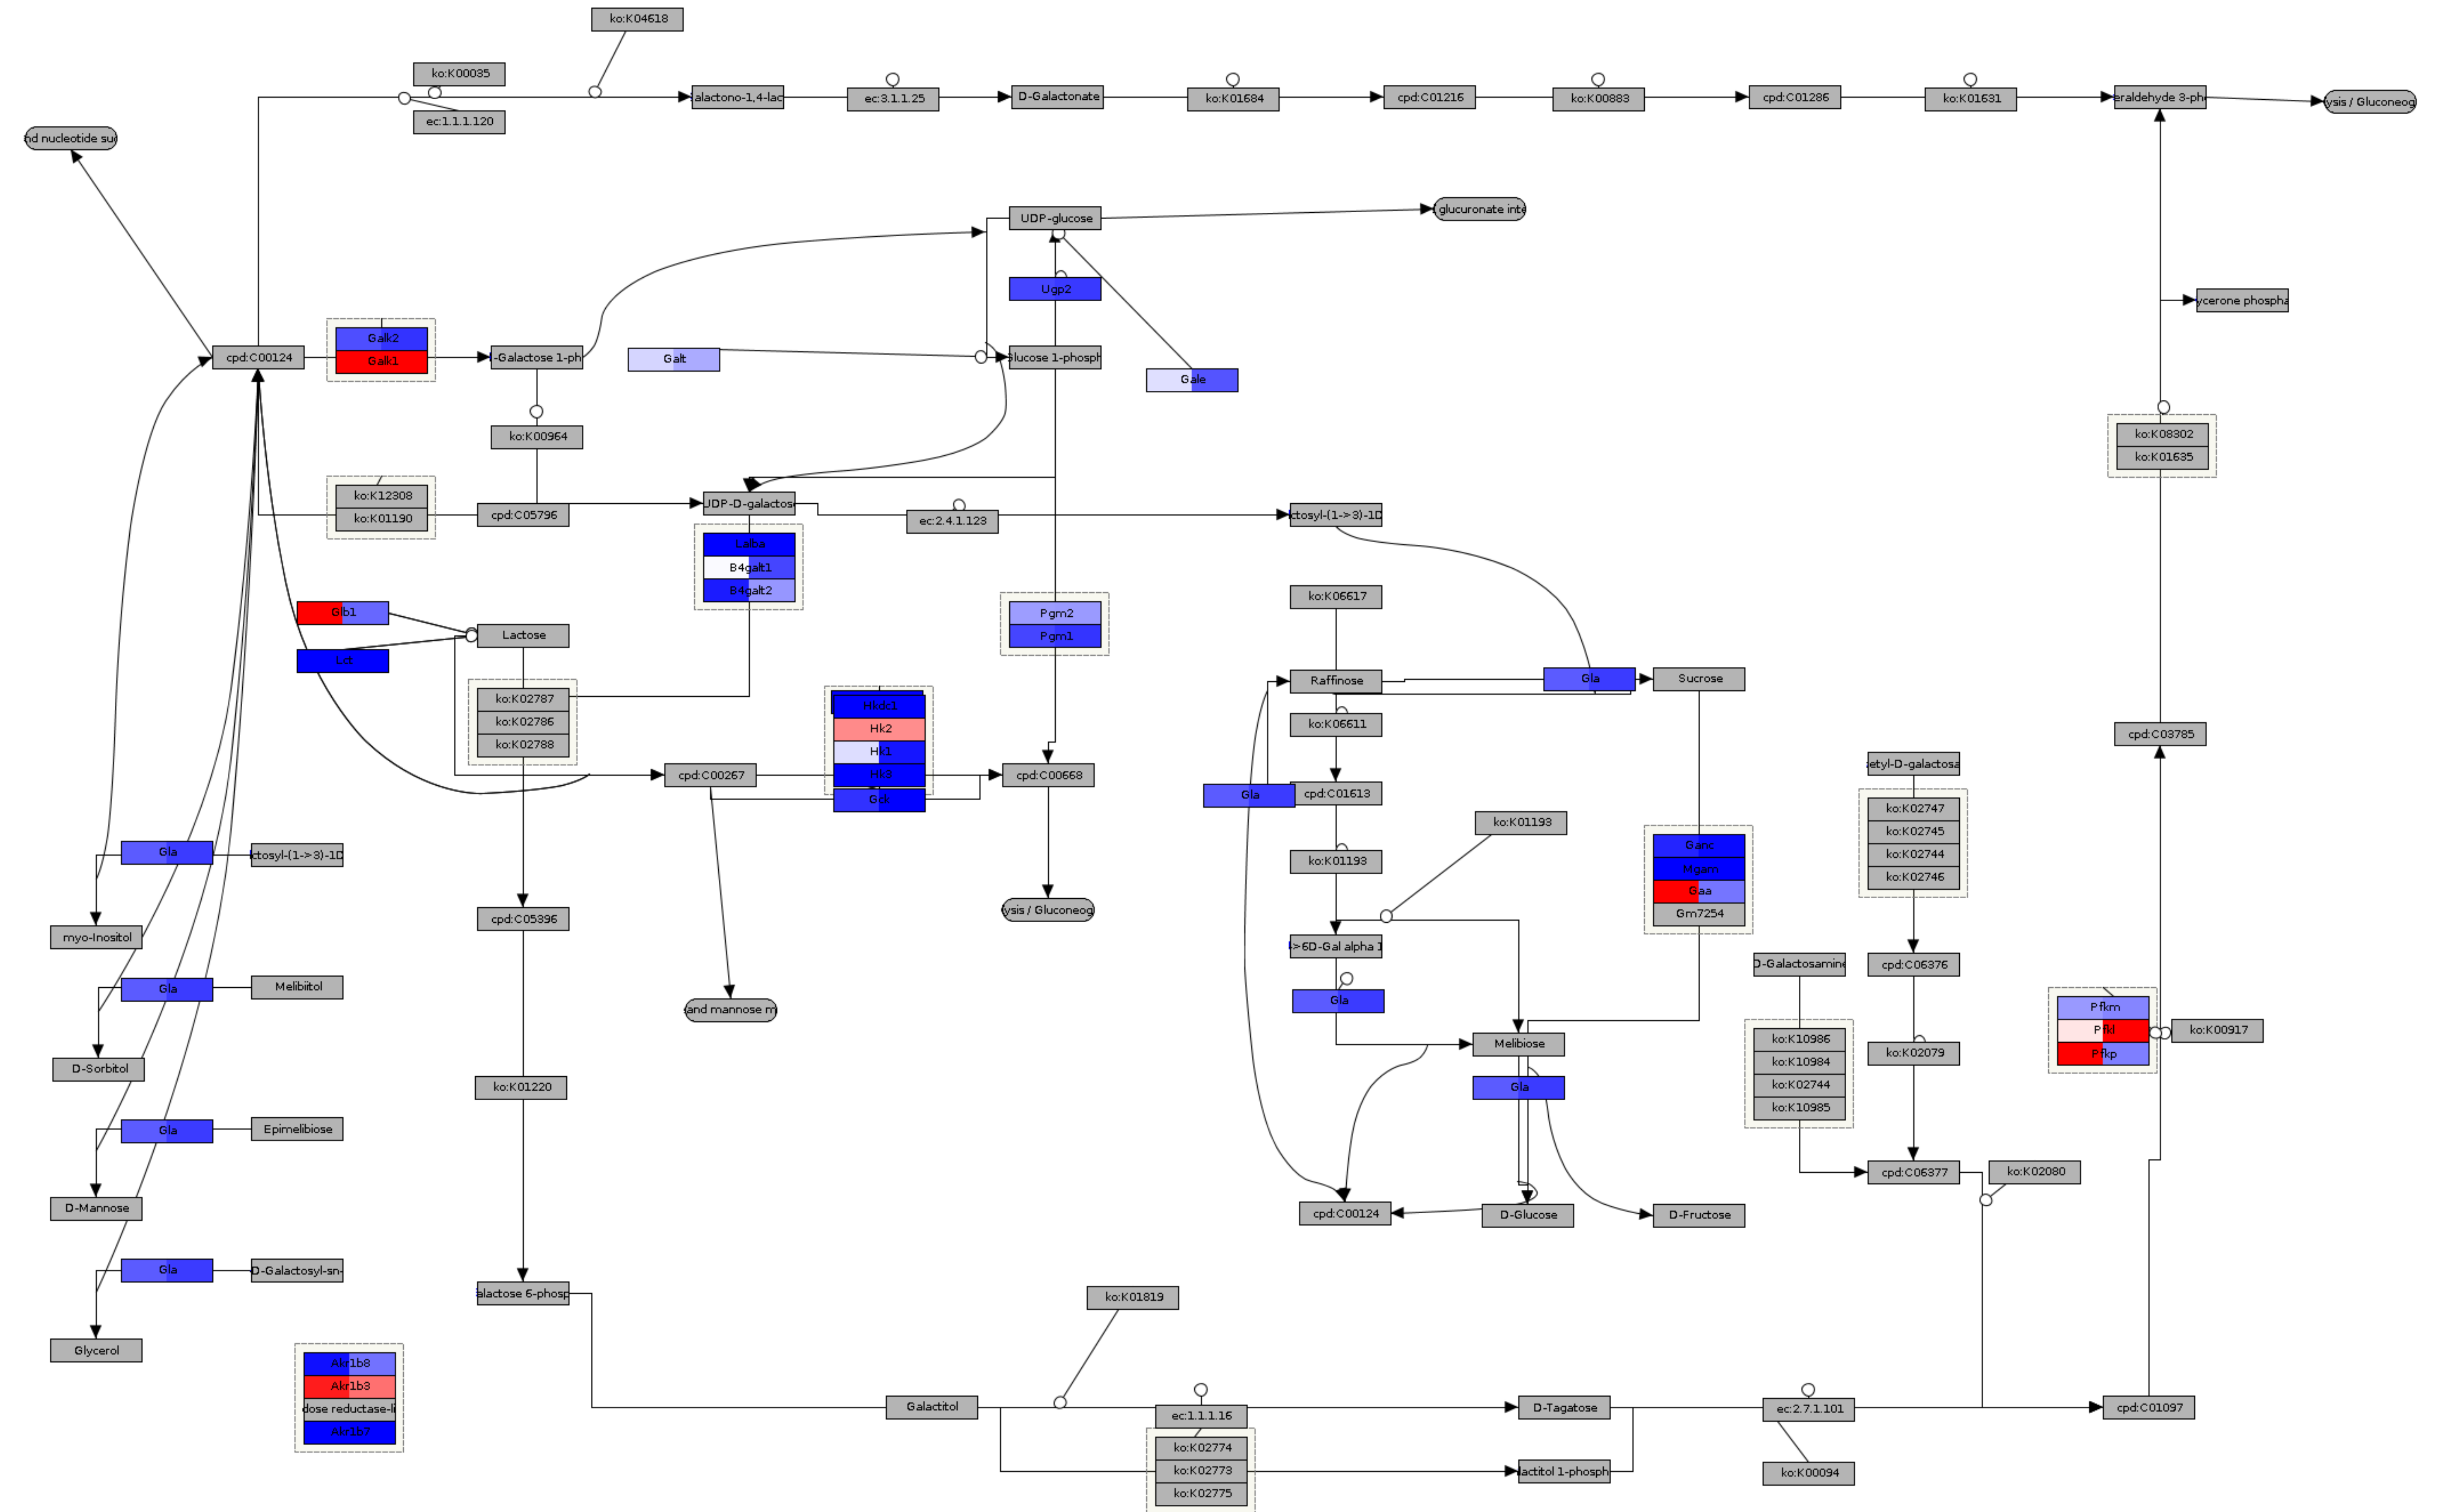 ko:K04618
ko:K00035
alactono-1,4-lact
ec:3.1.1.25
D-Galactonate
ko:K01684
cpd:C01216
ko:K00883
cpd:C01286
ko:K01631
eraldehyde 3-pho
ysis / Gluconeog
ec:1.1.1.120
nd nucleotide su
UDP-glucose
glucuronate inte
Ugp2
ycerone phospha
cpd:C00124
Galk2
Galk1
-Galactose 1-ph
Galt
Glucose 1-phosph
Gale
ko:K00964
ko:K08302
ko:K01635
ko:K12308
ko:K01190
cpd:C05796
UDP-D-galactose
ec:2.4.1.123
ctosyl-(1->3)-1D
Lalba
B4galt1
B4galt2
ko:K06617
Glb1
Lactose
Pgm2
Pgm1
Lct
Raffinose
Gla
Sucrose
ko:K02787
ko:K02786
ko:K02788
Hkdc1
Hk2
Hk1
Hk3
Gck
ko:K06611
cpd:C03785
cpd:C00267
cpd:C00668
Gla
cpd:C01613
etyl-D-galactosa
ko:K02747
ko:K02745
ko:K02744
ko:K02746
ko:K01193
ko:K01193
Ganc
Mgam
Gaa
Gm7254
Gla
ctosyl-(1->3)-1D
cpd:C05396
ysis / Gluconeog
myo-Inositol
->6D-Gal alpha 1
D-Galactosamine
cpd:C06376
Gla
Melibiitol
and mannose m
Gla
Pfkm
Pfkl
Pfkp
ko:K00917
Melibiose
ko:K10986
ko:K10984
ko:K02744
ko:K10985
ko:K02079
D-Sorbitol
ko:K01220
Gla
Gla
Epimelibiose
cpd:C06377
ko:K02080
D-Mannose
cpd:C00124
D-Glucose
D-Fructose
Gla
D-Galactosyl-sn-
alactose 6-phosp
ko:K01819
Glycerol
Akr1b8
Akr1b3
dose reductase-li
Akr1b7
Galactitol
ec:1.1.1.16
D-Tagatose
ec:2.7.1.101
cpd:C01097
ko:K02774
ko:K02773
ko:K02775
lactitol 1-phosph
ko:K00094